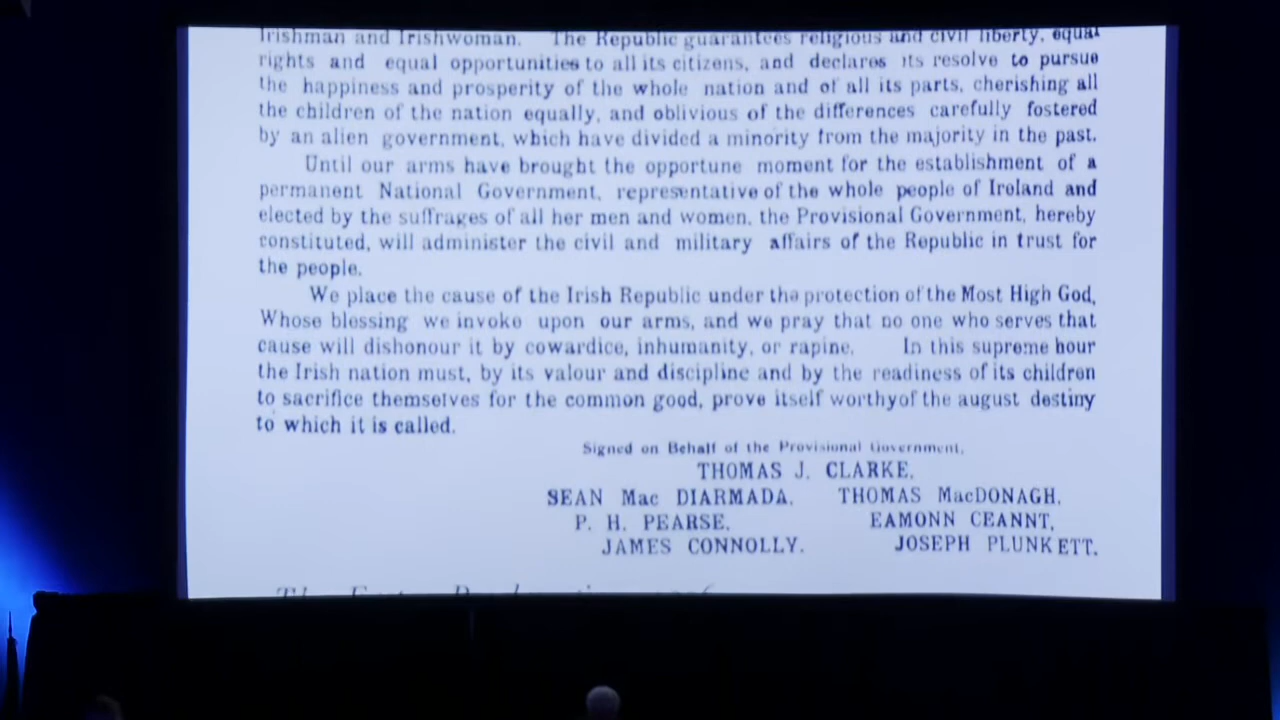 Irishman and Irishwoman. The Republic guarantees religious and civil liberty, equal
rights and equal opportunities to all its citizens, and declares its resolve to pursue
the happiness and prosperity of the whole nation and of all its parts, cherishing all
the children of the nation equally, and oblivious of the differences carefully fostered
by an alien government, which have divided a minority from the majority in the past.
Until our arms have brought the opportune moment for the establishment of a
permanent National Government, representative of the whole people of Ireland and
elected by the suffrages of all her men and women, the Provisional Government, hereby
constituted, will administer the civil and military affairs of the Republic in trust for
the people.
We place the cause of the Irish Republic under the protection of the Most High God,
Whose blessing we invoke upon our arms, and we pray that no one who serves that
cause will dishonour it by cowardice, inhumanity, or rapine. In this supreme hour
the Irish nation must, by its valour and discipline and by the readiness of its children
to sacrifice themselves for the common good, prove itself worthy of the august destiny
to which it is called.
Signed on Behalf of the Provisional Government,
THOMAS J. CLARKE,
SEAN Mac DIARMADA, THOMAS MacDONAGH,
P. H. PEARSE, EAMONN CEANNT,
JAMES CONNOLLY. JOSEPH PLUNKETT.